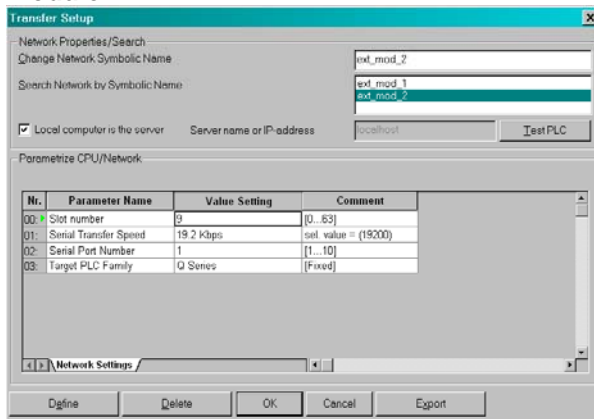 Transfer Setup
Network Properties/Search
Change Network Symbolic Name ext_mod_2
Search Network by Symbolic Name ext_mod_1
ext_mod_2
Local computer is the server Server name or IP-address localhost Test PLC
Parametrize CPU/Network
Nr. Parameter Name Value Setting Comment
00: Slot number 9 [0...63]
01: Serial Transfer Speed 19.2 Kbps sel. value = (19200)
02: Serial Port Number 1 [1...10]
03: Target PLC Family Q Series [Fixed]
Network Settings
Define Delete OK Cancel Export